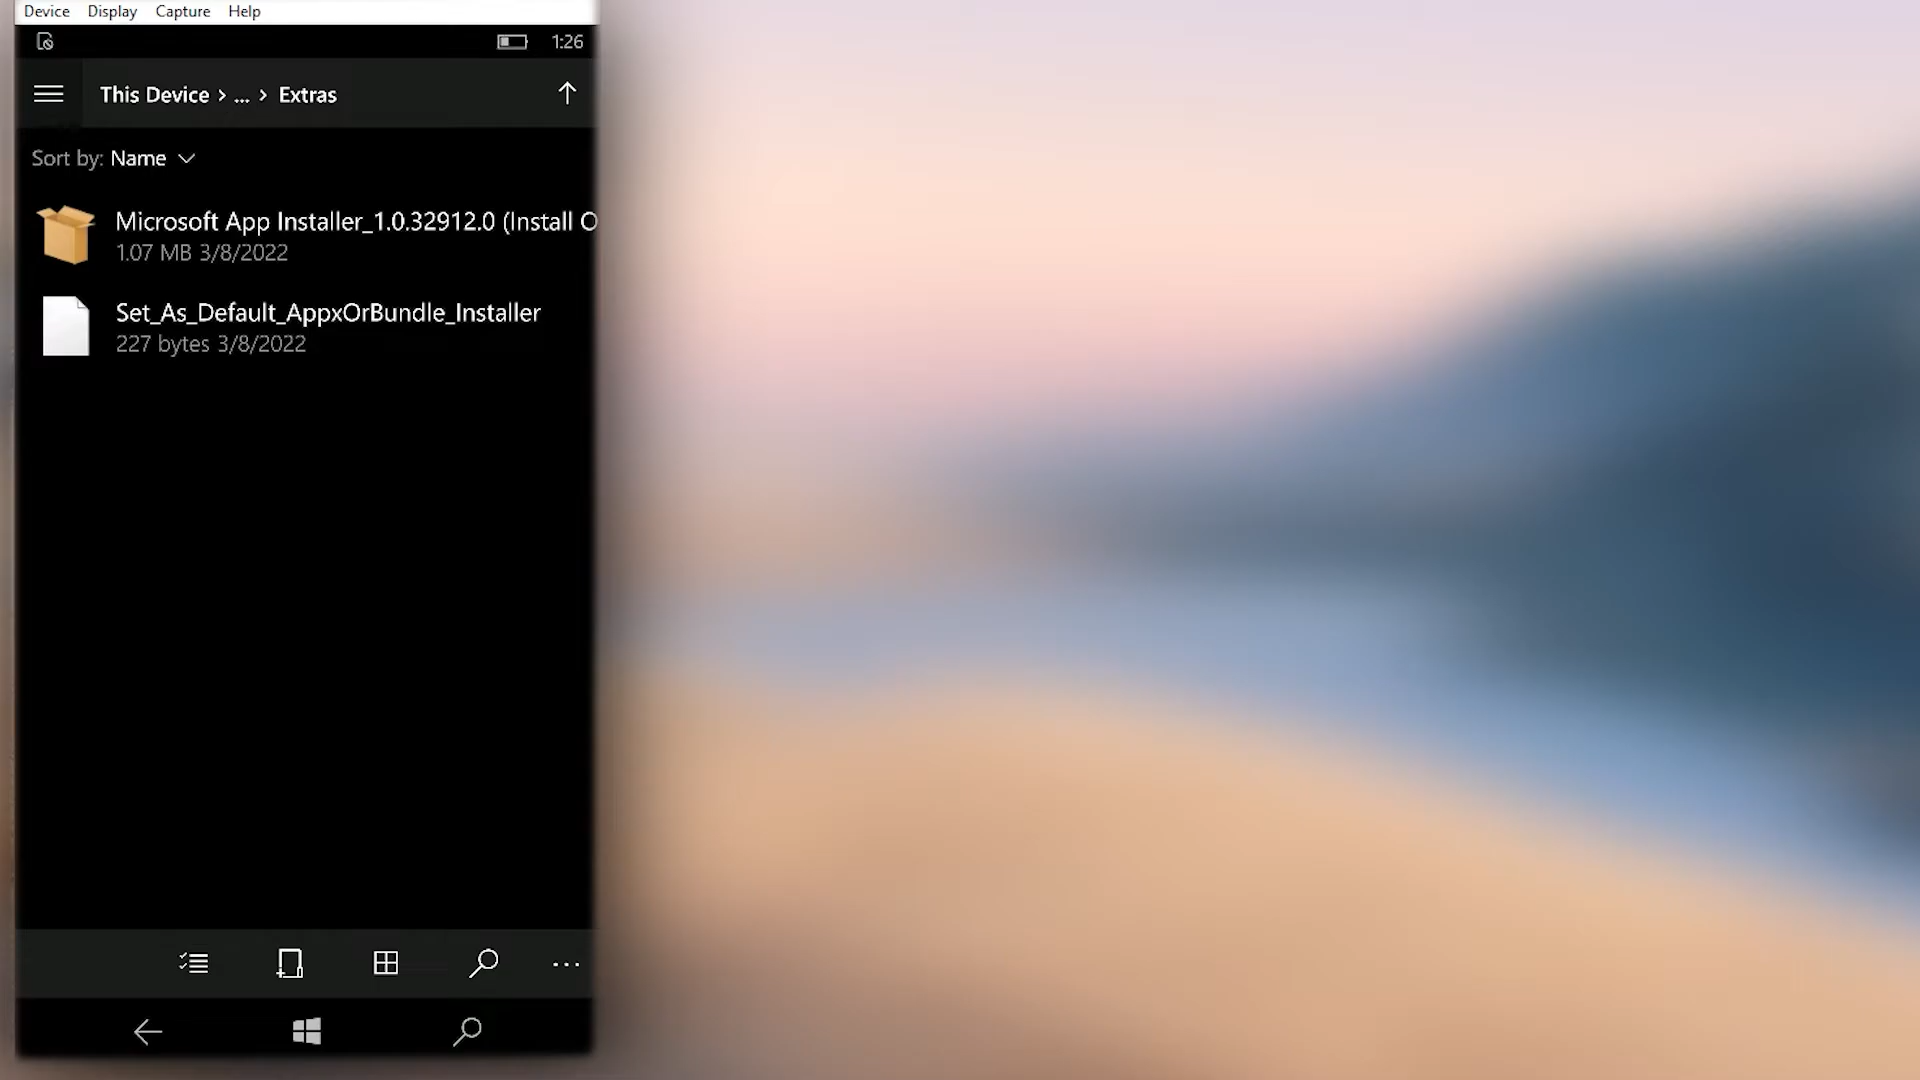 Device Display Capture Help
1:26
This Device > ... > Extras
Sort by: Name
Microsoft App Installer_1.0.32912.0 (Install O
1.07 MB 3/8/2022
Set_As_Default_AppxOrBundle_Installer
227 bytes 3/8/2022